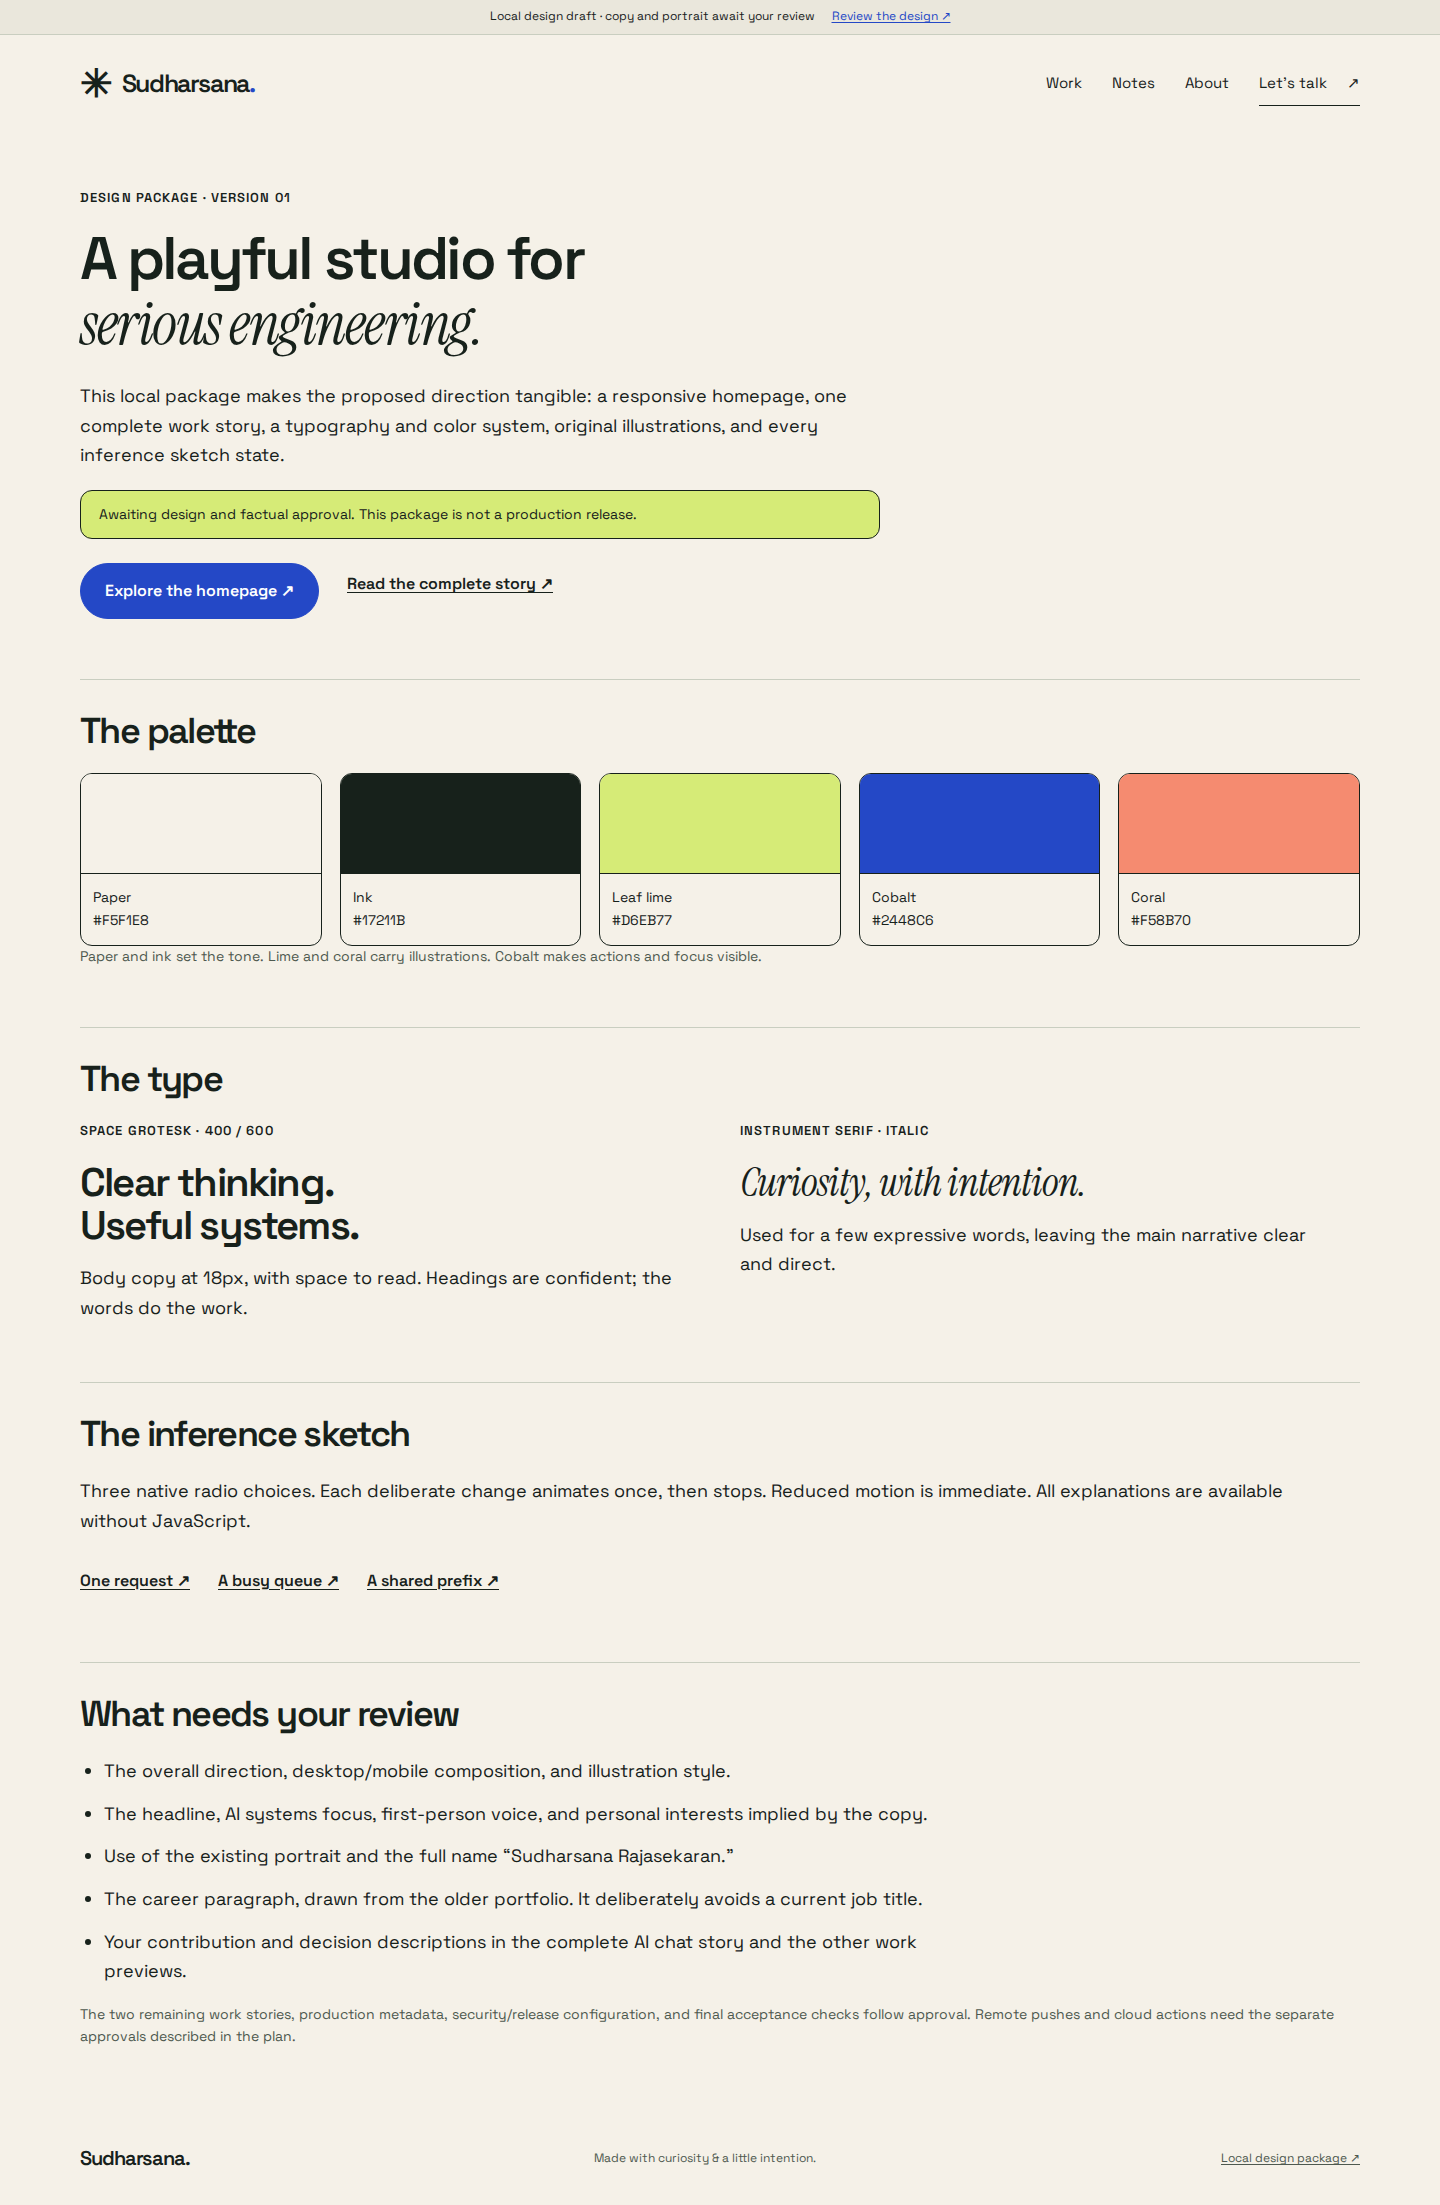 Local design draft · copy and portrait await your review Review the design ↗
Sudharsana.
Work Notes About Let’s talk ↗
DESIGN PACKAGE · VERSION 01
A playful studio for
serious engineering.
This local package makes the proposed direction tangible: a responsive homepage, one
complete work story, a typography and color system, original illustrations, and every
inference sketch state.
Awaiting design and factual approval. This package is not a production release.
Explore the homepage ↗ Read the complete story ↗
The palette
Paper
#F5F1E8
Ink
#17211B
Leaf lime
#D6EB77
Cobalt
#2448C6
Coral
#F58B70
Paper and ink set the tone. Lime and coral carry illustrations. Cobalt makes actions and focus visible.
The type
SPACE GROTESK · 400 / 600
Clear thinking.
Useful systems.
Body copy at 18px, with space to read. Headings are confident; the
words do the work.
INSTRUMENT SERIF · ITALIC
Curiosity, with intention.
Used for a few expressive words, leaving the main narrative clear
and direct.
The inference sketch
Three native radio choices. Each deliberate change animates once, then stops. Reduced motion is immediate. All explanations are available
without JavaScript.
One request ↗ A busy queue ↗ A shared prefix ↗
What needs your review
• The overall direction, desktop/mobile composition, and illustration style.
• The headline, AI systems focus, first-person voice, and personal interests implied by the copy.
• Use of the existing portrait and the full name “Sudharsana Rajasekaran.”
• The career paragraph, drawn from the older portfolio. It deliberately avoids a current job title.
• Your contribution and decision descriptions in the complete AI chat story and the other work
previews.
The two remaining work stories, production metadata, security/release configuration, and final acceptance checks follow approval. Remote pushes and cloud actions need the separate
approvals described in the plan.
Sudharsana.
Made with curiosity & a little intention.
Local design package ↗